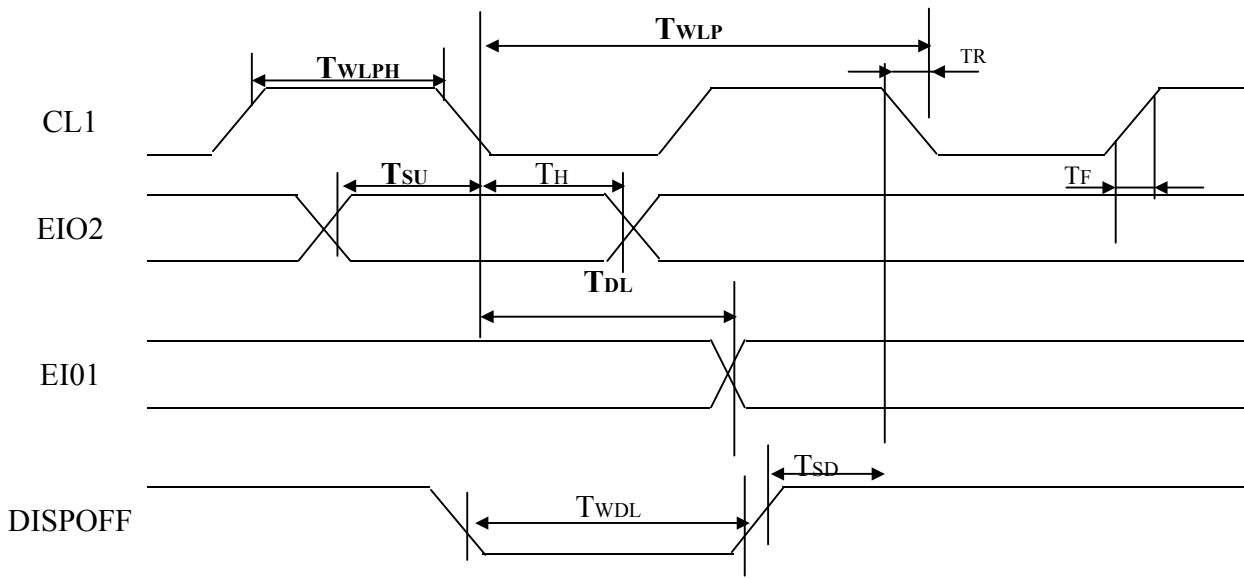 TWLP
TR
TWLPH
CL1
TSU
TH
TF
EIO2
TDL
EI01
TSD
TWDL
DISPOFF